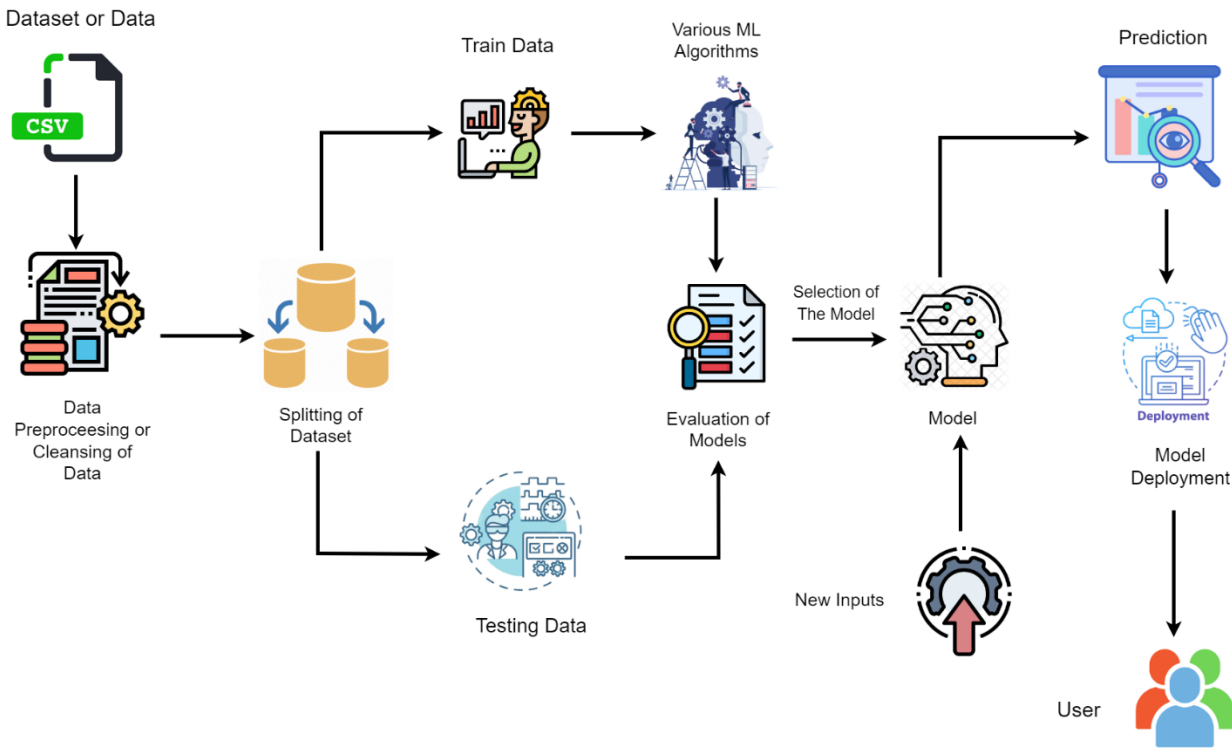 Dataset or Data
CSV
Data
Preproceesing or
Cleansing of
Data
Splitting of
Dataset
Train Data
Various ML
Algorithms
Testing Data
Evaluation of
Models
Selection of
The Model
Model
New Inputs
Prediction
Deployment
Model
Deployment
User